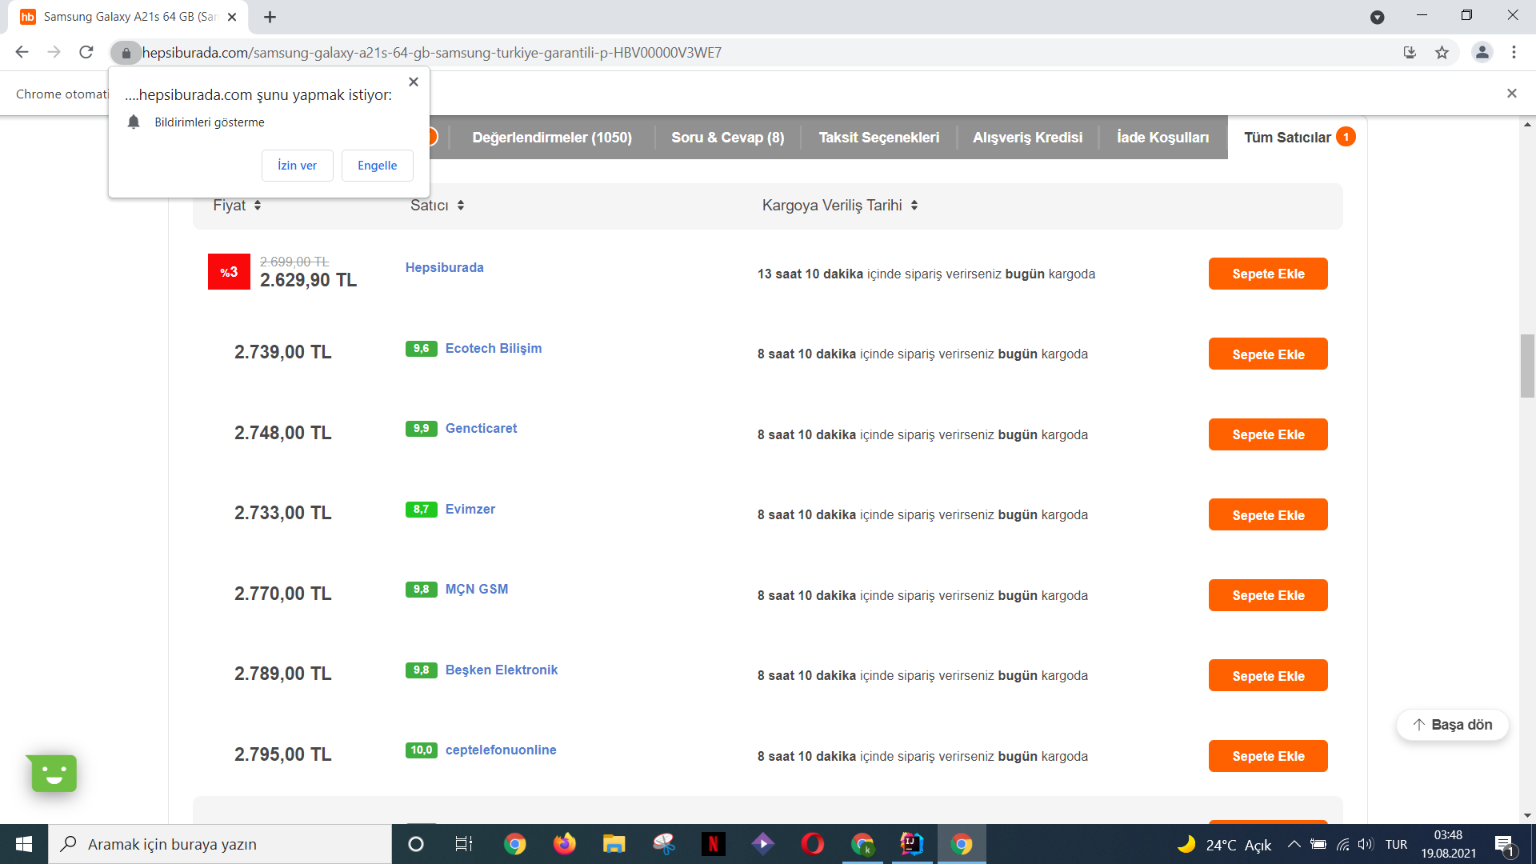 hb Samsung Galaxy A21s 64 GB (Sam
hepsiburada.com/samsung-galaxy-a21s-64-gb-samsung-turkiye-garantili-p-HBV00000V3WE7
Chrome otomati
....hepsiburada.com şunu yapmak istiyor:
Bildirimleri gösterme
İzin ver Engelle
Değerlendirmeler (1050) Soru & Cevap (8) Taksit Seçenekleri Alışveriş Kredisi İade Koşulları Tüm Satıcılar 1
Fiyat Satıcı Kargoya Veriliş Tarihi
%3 2.699,00 TL
2.629,90 TL Hepsiburada 13 saat 10 dakika içinde sipariş verirseniz bugün kargoda Sepete Ekle
2.739,00 TL 9,6 Ecotech Bilişim 8 saat 10 dakika içinde sipariş verirseniz bugün kargoda Sepete Ekle
2.748,00 TL 9,9 Gencticaret 8 saat 10 dakika içinde sipariş verirseniz bugün kargoda Sepete Ekle
2.733,00 TL 8,7 Evimzer 8 saat 10 dakika içinde sipariş verirseniz bugün kargoda Sepete Ekle
2.770,00 TL 9,8 MÇN GSM 8 saat 10 dakika içinde sipariş verirseniz bugün kargoda Sepete Ekle
2.789,00 TL 9,8 Beşken Elektronik 8 saat 10 dakika içinde sipariş verirseniz bugün kargoda Sepete Ekle
Başa dön
2.795,00 TL 10,0 ceptelefonuonline 8 saat 10 dakika içinde sipariş verirseniz bugün kargoda Sepete Ekle
Aramak için buraya yazın N k IJ 24°C Açık TUR 03:48
19.08.2021 1